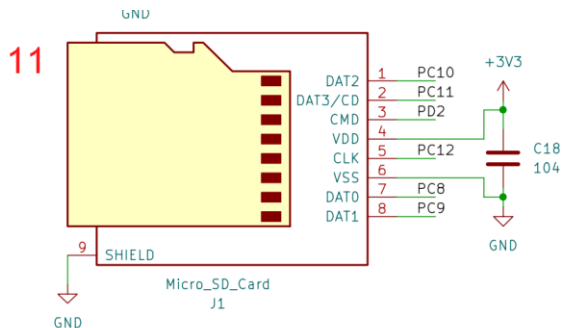 GND
11
DAT2 1 PC10
DAT3/CD 2 PC11
CMD 3 PD2
VDD 4
CLK 5 PC12
VSS 6
DAT0 7 PC8
DAT1 8 PC9
+3V3
C18
104
GND
9 SHIELD
Micro_SD_Card
J1
GND